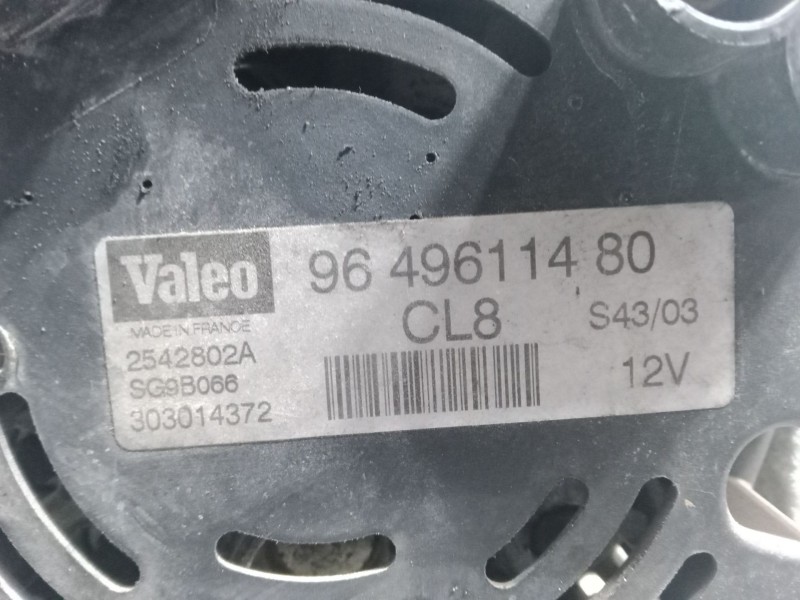 Valeo
96 496114 80
MADE IN FRANCE
CL8
S43/03
2542802A
SG9B066
12V
303014372